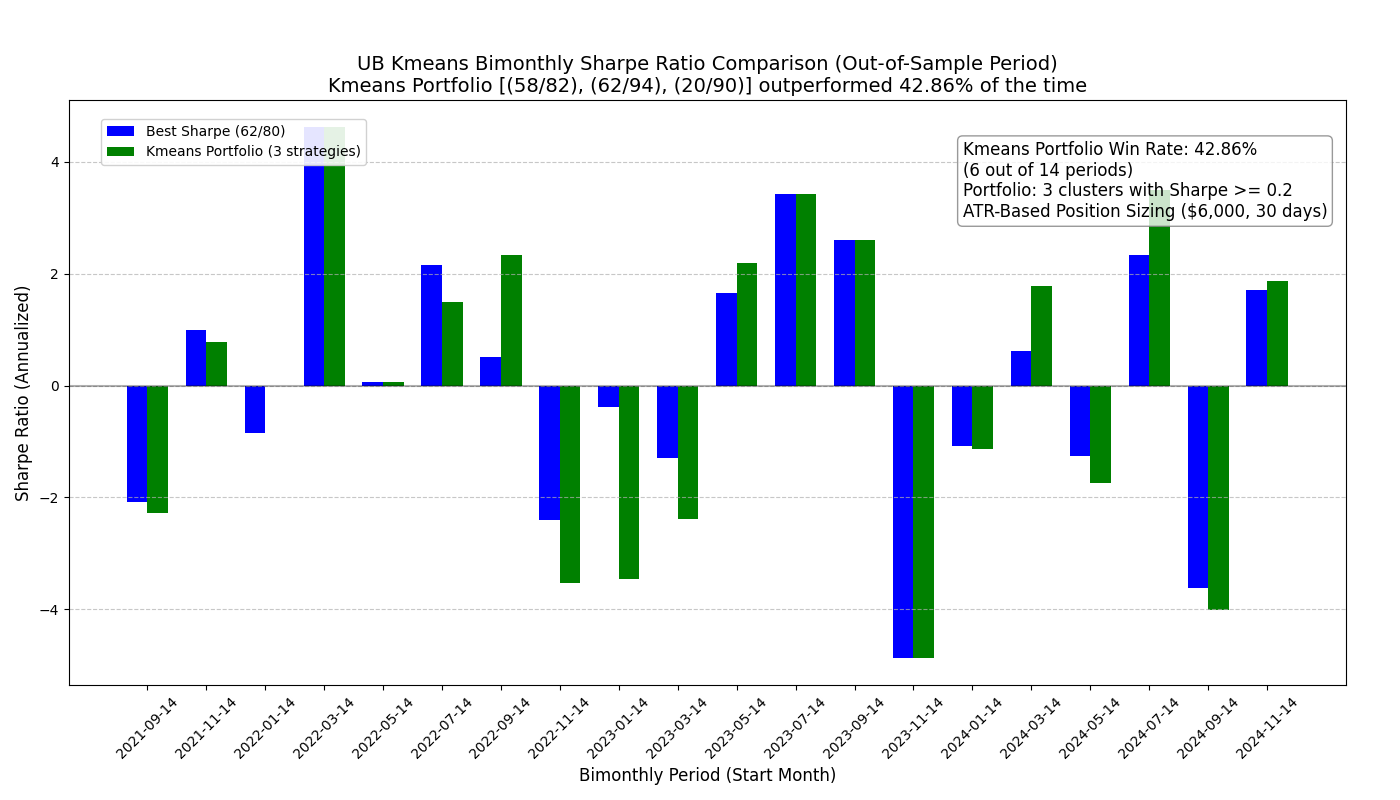 UB Kmeans Bimonthly Sharpe Ratio Comparison (Out-of-Sample Period)
Kmeans Portfolio [(58/82), (62/94), (20/90)] outperformed 42.86% of the time
Best Sharpe (62/80)
Kmeans Portfolio (3 strategies)
Kmeans Portfolio Win Rate: 42.86%
(6 out of 14 periods)
Portfolio: 3 clusters with Sharpe >= 0.2
ATR-Based Position Sizing ($6,000, 30 days)
Sharpe Ratio (Annualized)
4
2
0
−2
−4
2021-09-14
2021-11-14
2022-01-14
2022-03-14
2022-05-14
2022-07-14
2022-09-14
2022-11-14
2023-01-14
2023-03-14
2023-05-14
2023-07-14
2023-09-14
2023-11-14
2024-01-14
2024-03-14
2024-05-14
2024-07-14
2024-09-14
2024-11-14
Bimonthly Period (Start Month)